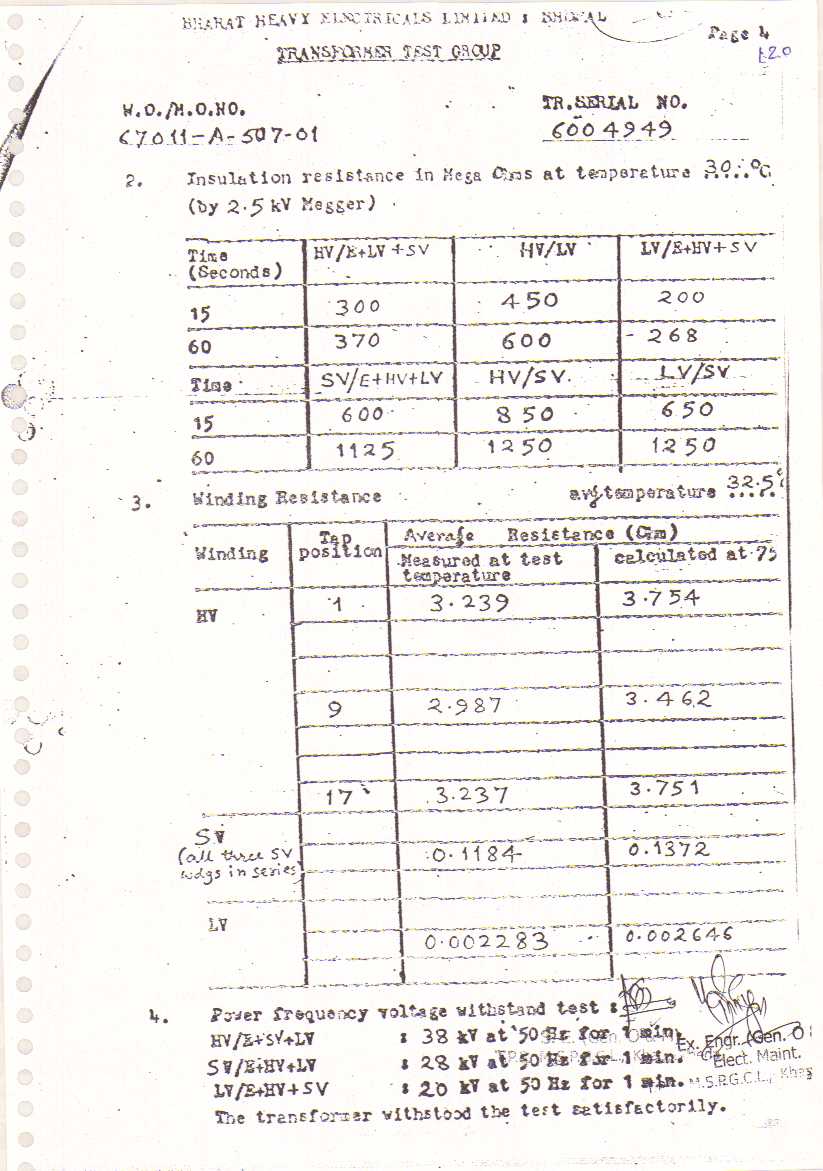 BHARAT HEAVY ELECTRICALS LIMITED : BHOPAL
Page 4
120
TRANSFORMER TEST GROUP
W.O./M.O.NO.
TR.SERIAL NO.
67011-A-507-01
6004949
2. Insulation resistance in Mega Ohms at temperature 30.°C
(by 2.5 kV Megger)
Time (Seconds) HV/E+LV+SV HV/LV LV/E+HV+SV
15 300 450 200
60 370 600 268
Time SV/E+HV+LV HV/SV. LV/SV
15 600 850 650
60 1125 1250 1250
3. Winding Resistance avg temperature 32.5°
Winding Tap position Average Resistance (Ohm)
Measured at test temperature calculated at 75
HV 1 3.239 3.754
9 2.987 3.462
17 3.237 3.751
SV
(all three SV 0.1184 0.1372
wdgs in series)
LV
0.002283 0.002646
4. Power frequency voltage withstand test :
HV/E+SV+LV : 38 kV at 50 Hz for 1 min.
SV/E+HV+LV : 28 kV at 50 Hz for 1 min.
LV/E+HV+SV : 20 kV at 50 Hz for 1 min.
The transformer withstood the test satisfactorily.
Ex. Engr. (Gen. O
Elect. Maint.
M.S.P.G.C.L., Khap